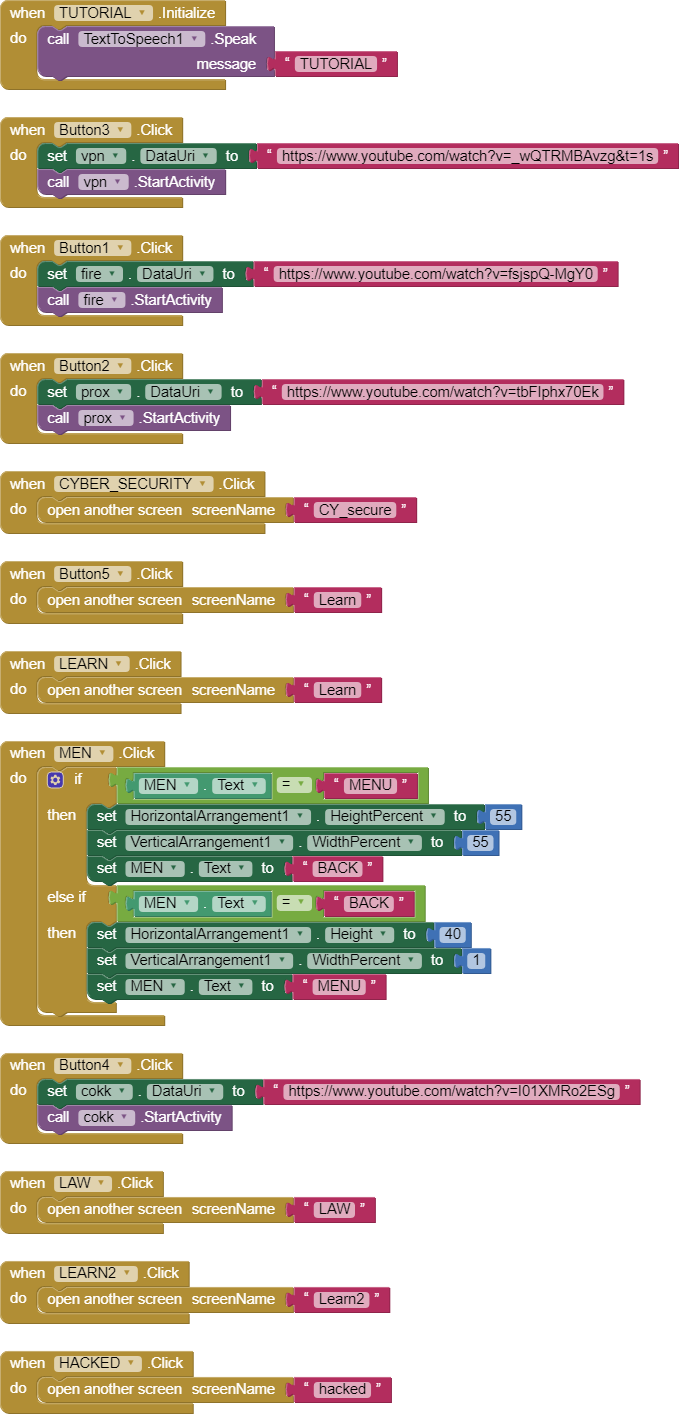 when TUTORIAL .Initialize
do call TextToSpeech1 .Speak
message “ TUTORIAL ”
when Button3 .Click
do set vpn . DataUri to “ https://www.youtube.com/watch?v=_wQTRMBAvzg&t=1s ”
call vpn .StartActivity
when Button1 .Click
do set fire . DataUri to “ https://www.youtube.com/watch?v=fsjspQ-MgY0 ”
call fire .StartActivity
when Button2 .Click
do set prox . DataUri to “ https://www.youtube.com/watch?v=tbFIphx70Ek ”
call prox .StartActivity
when CYBER_SECURITY .Click
do open another screen screenName “ CY_secure ”
when Button5 .Click
do open another screen screenName “ Learn ”
when LEARN .Click
do open another screen screenName “ Learn ”
when MEN .Click
do if MEN . Text = “ MENU ”
then set HorizontalArrangement1 . HeightPercent to 55
set VerticalArrangement1 . WidthPercent to 55
set MEN . Text to “ BACK ”
else if MEN . Text = “ BACK ”
then set HorizontalArrangement1 . Height to 40
set VerticalArrangement1 . WidthPercent to 1
set MEN . Text to “ MENU ”
when Button4 .Click
do set cokk . DataUri to “ https://www.youtube.com/watch?v=I01XMRo2ESg ”
call cokk .StartActivity
when LAW .Click
do open another screen screenName “ LAW ”
when LEARN2 .Click
do open another screen screenName “ Learn2 ”
when HACKED .Click
do open another screen screenName “ hacked ”